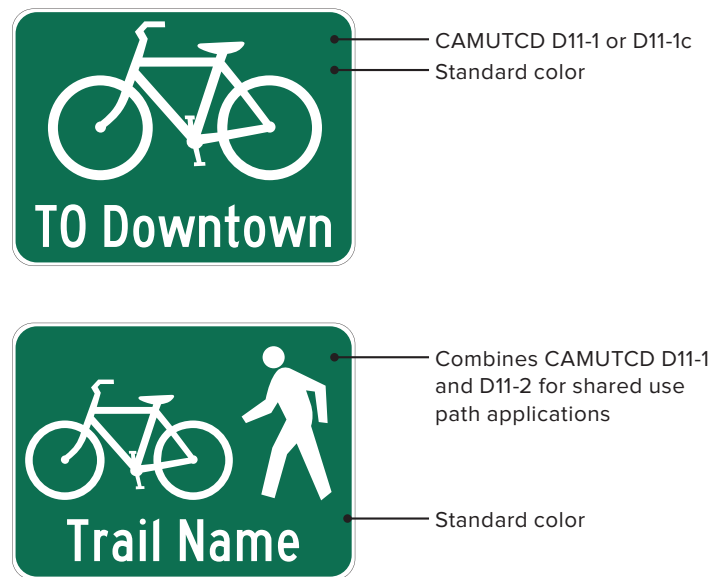 CAMUTCD D11-1 or D11-1c
Standard color
TO Downtown
Combines CAMUTCD D11-1
and D11-2 for shared use
path applications
Standard color
Trail Name